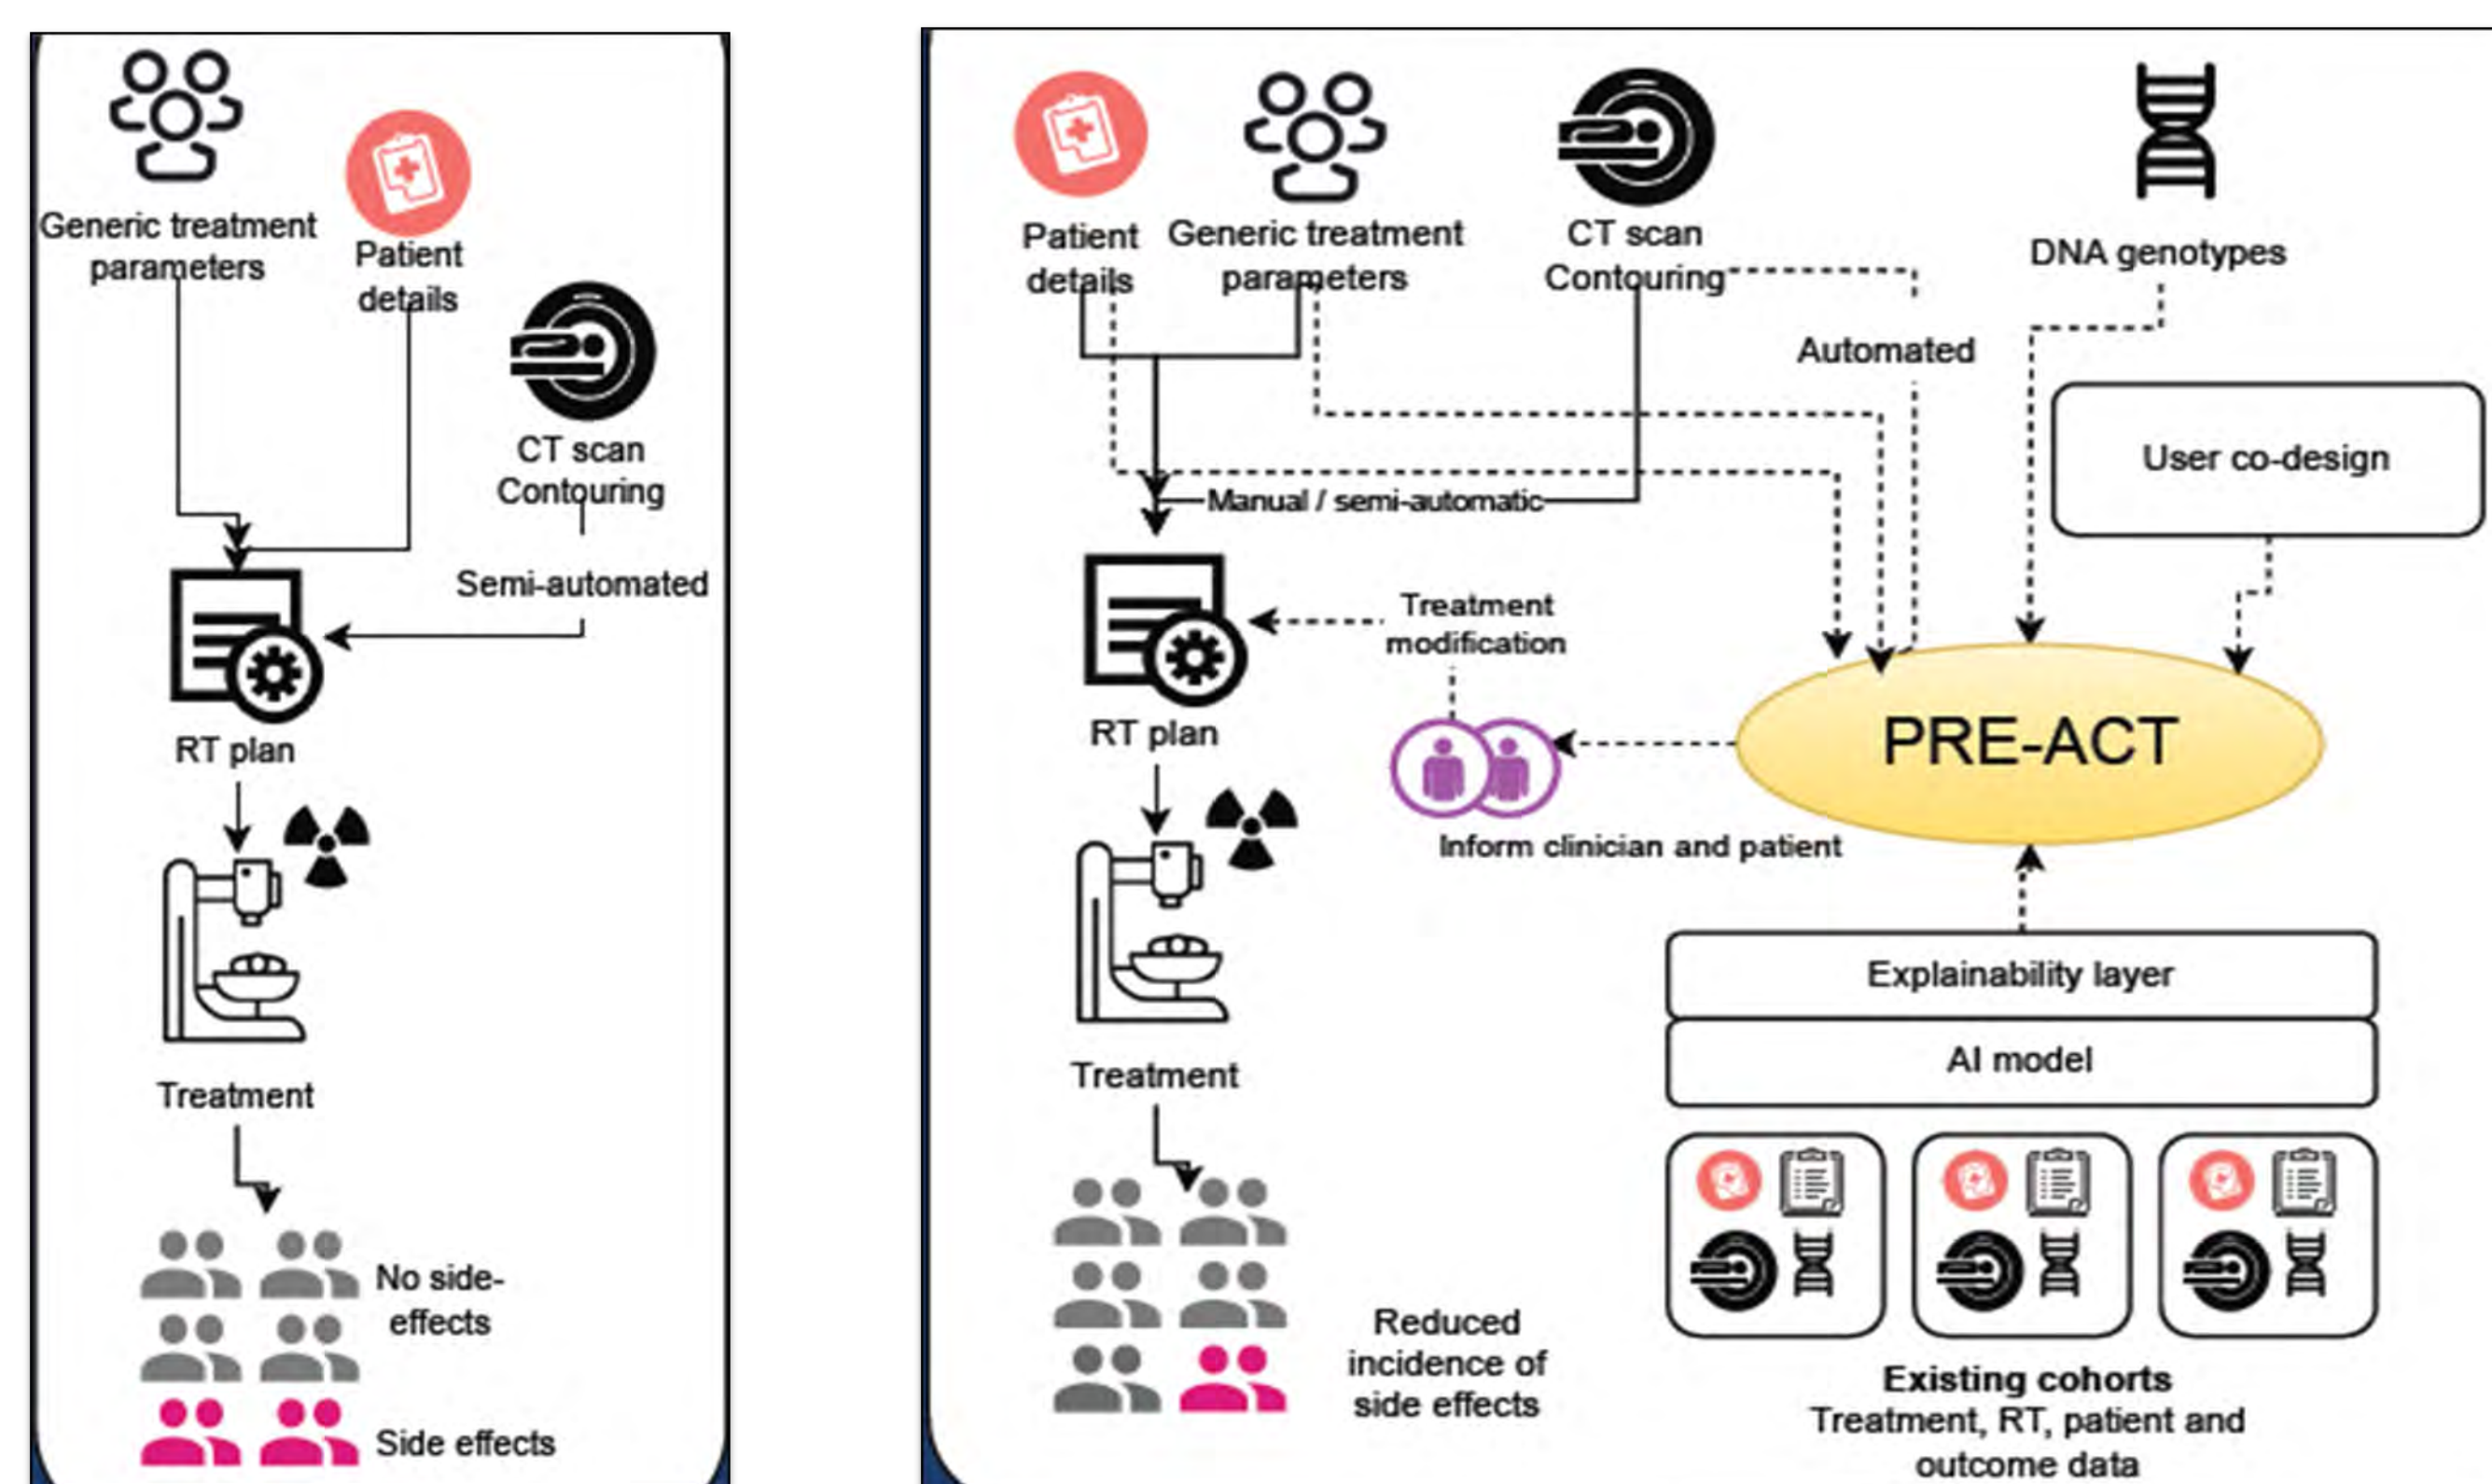 Generic treatment
parameters
Patient
details
CT scan
Contouring
Semi-automated
RT plan
Treatment
No side-
effects
Side effects
Patient
details
Generic treatment
parameters
CT scan
Contouring
DNA genotypes
Automated
User co-design
Manual / semi-automatic
Treatment
modification
RT plan
PRE-ACT
Inform clinician and patient
Explainability layer
AI model
Treatment
Reduced
incidence of
side effects
Existing cohorts
Treatment, RT, patient and
outcome data